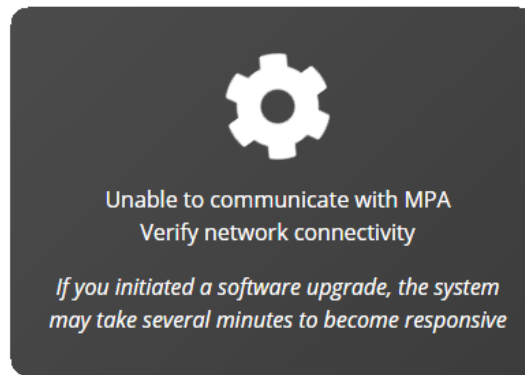 Unable to communicate with MPA
Verify network connectivity
If you initiated a software upgrade, the system
may take several minutes to become responsive